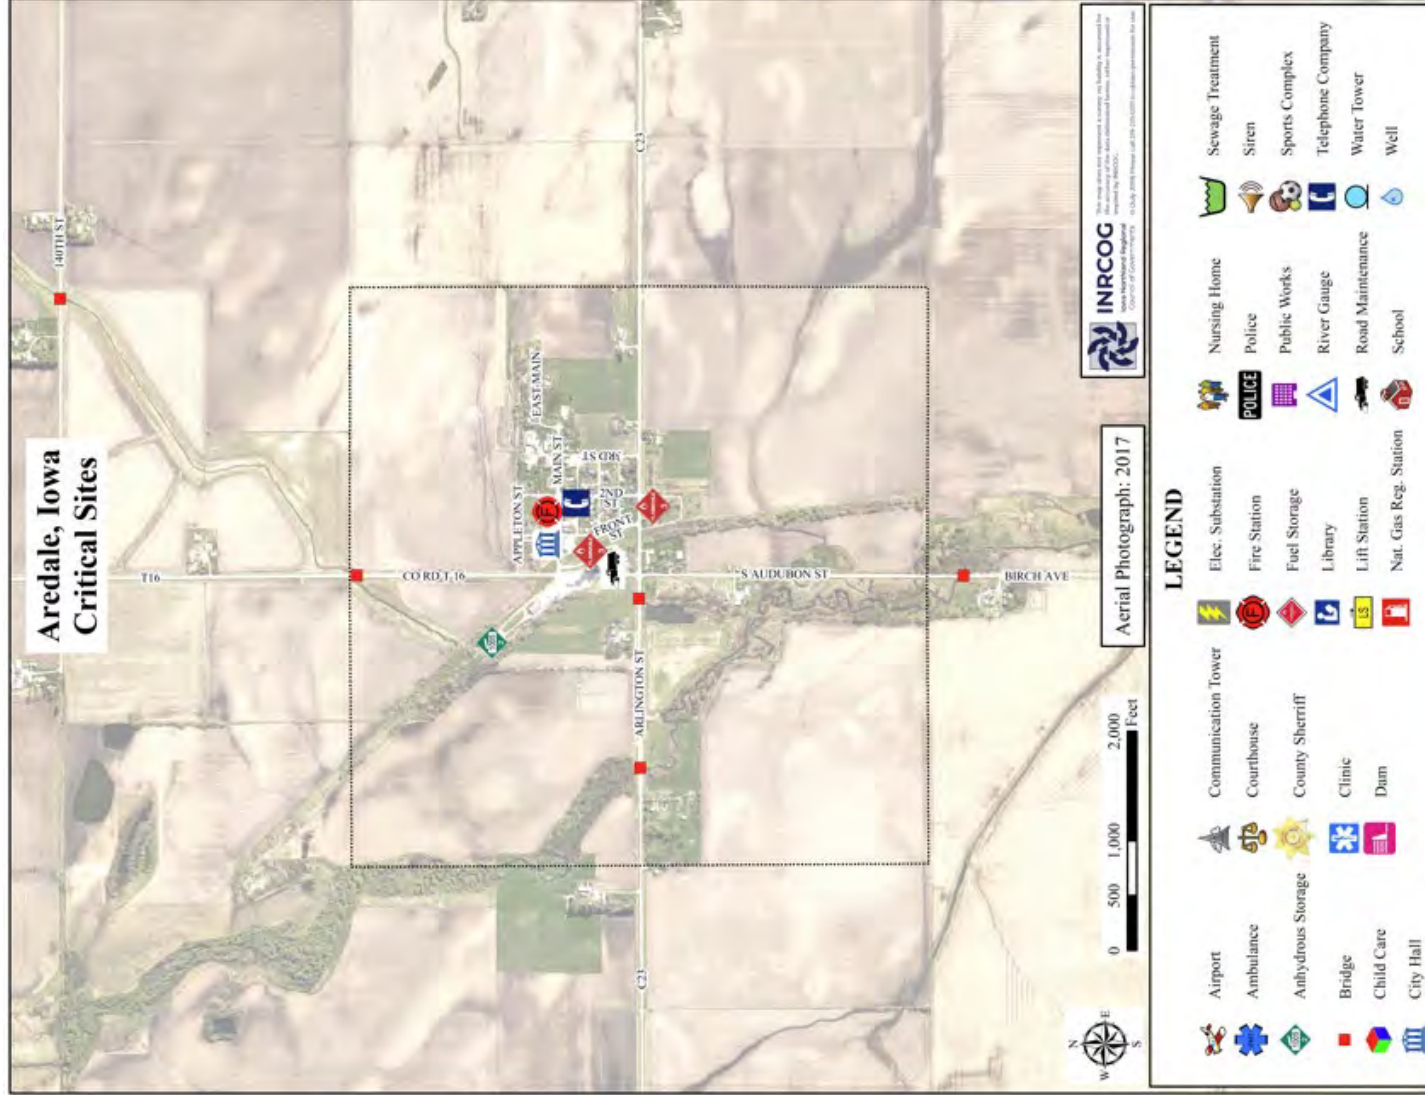 Aredale, Iowa
Critical Sites
140TH ST
T16
CO RD T 16
C23
EAST MAIN
MAIN ST
APPLETON ST
3RD ST
2ND
ST
FRONT
ST
ARLINGTON ST
S AUDUBON ST
BIRCH AVE
C23
INRCOG
Iowa Northland Regional
Council of Governments
Aerial Photograph: 2017
N
W
E
S
0
500
1,000
2,000
Feet
LEGEND
Airport
Ambulance
Anhydrous Storage
Bridge
Child Care
City Hall
Communication Tower
Courthouse
County Sherriff
Clinic
Dam
Elec. Substation
Fire Station
Fuel Storage
Library
LS
Lift Station
Nat. Gas Reg. Station
Nursing Home
POLICE
Police
Public Works
River Gauge
Road Maintenance
School
Sewage Treatment
Siren
Sports Complex
Telephone Company
Water Tower
Well